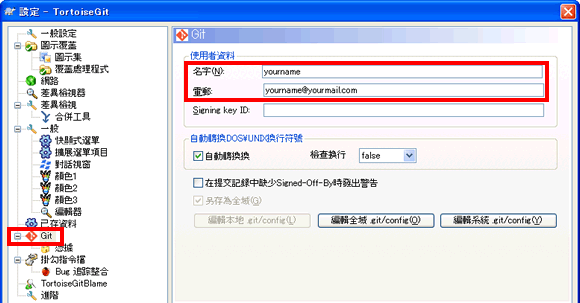 設定 - TortoiseGit
一般設定
圖示覆蓋
圖示集
覆蓋處理程式
網路
差異檢視器
差異檢視
合併工具
一般
快顯式選單
擴展選單項目
對話視窗
顏色1
顏色2
顏色3
編輯器
已存資料
Git
憑據
掛勾指令檔
Bug 追踪整合
TortoiseGitBlame
進階
Git
使用者資料
名字(N): yourname
電郵: yourname@yourmail.com
Signing key ID:
自動轉換DOS¥UNIX換行符號
自動轉換換 檢查換行 false
在提交記錄中缺少Signed-Off-By時發出警告
另存為全域(G)
編輯本地 .git/config(L) 編輯全域 .git/config(O) 編輯系統 .git/config(Y)